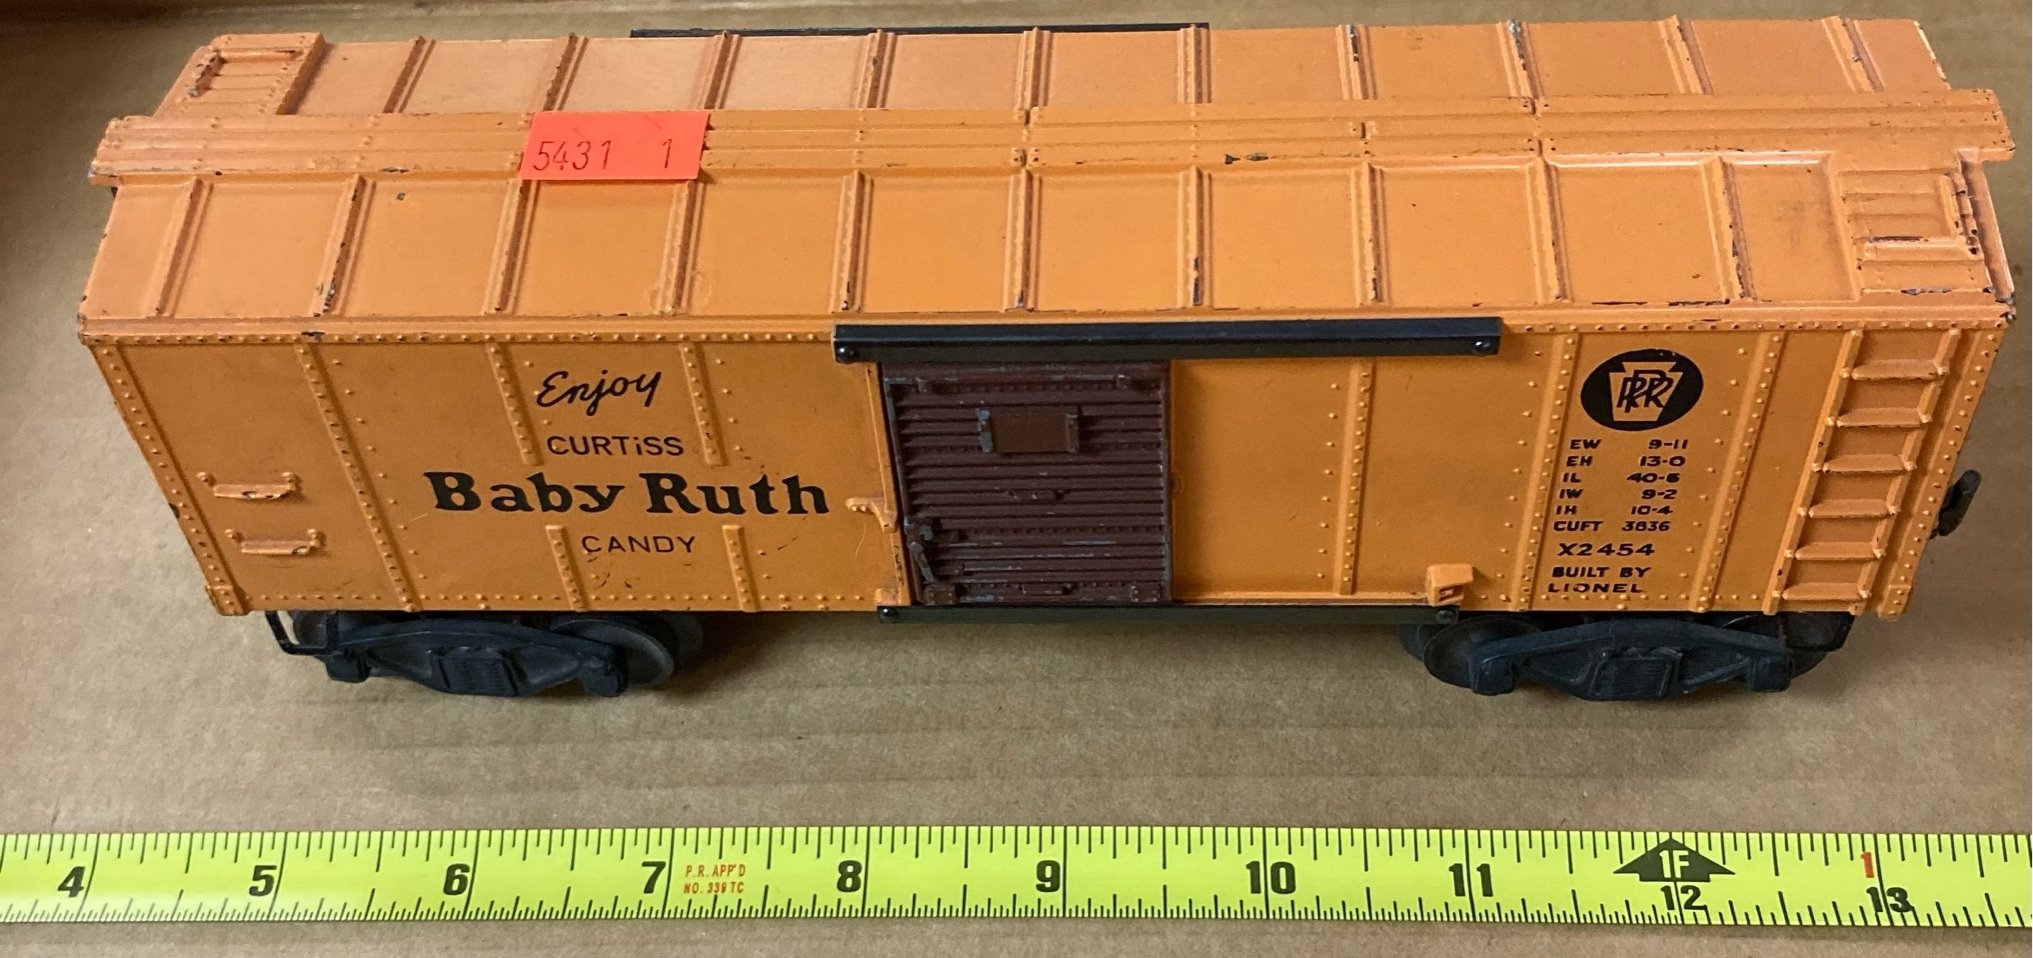 5431 1
Enjoy
CURTiSS
Baby Ruth
CANDY
PRR
EW 9-11
EH 13-0
IL 40-6
IW 9-2
IH 10-4
CUFT 3836
X2454
BUILT BY
LIONEL
1F 1
4 5 6 7 8 9 10 11 12 13
P.R. APP'D
NO. 339 TC